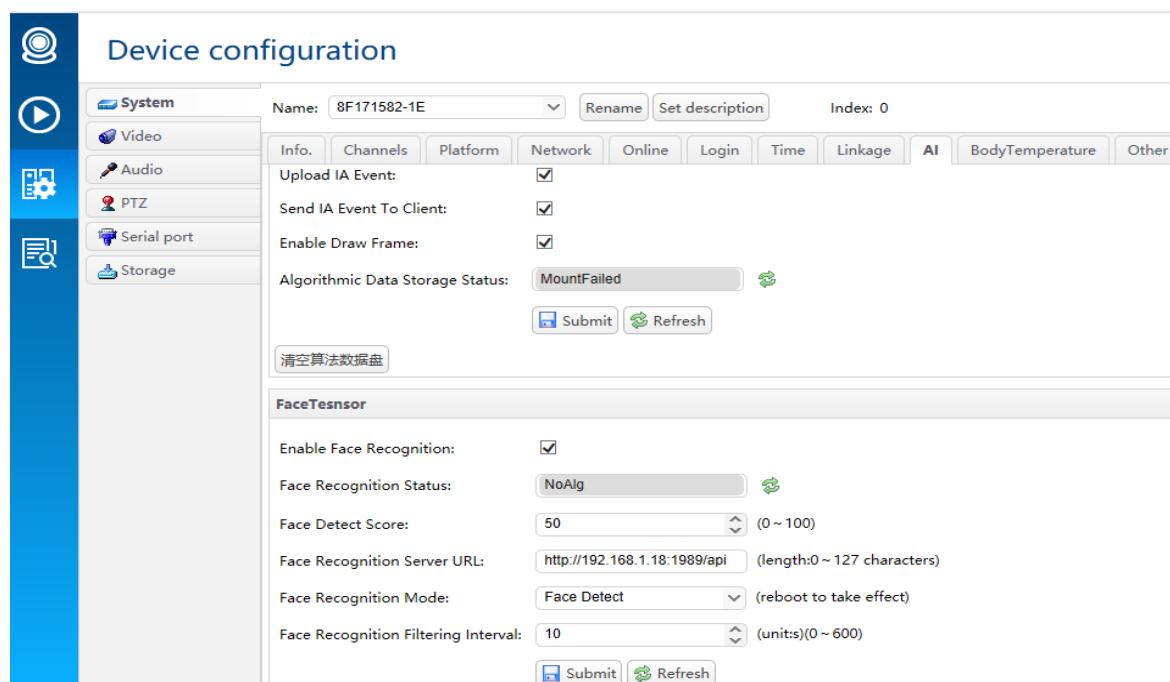 Device configuration
System
Video
Audio
PTZ
Serial port
Storage
Name: 8F171582-1E Rename Set description Index: 0
Info. Channels Platform Network Online Login Time Linkage AI BodyTemperature Other
Upload IA Event:
Send IA Event To Client:
Enable Draw Frame:
Algorithmic Data Storage Status: MountFailed
Submit Refresh
清空算法数据盘
FaceTesnsor
Enable Face Recognition:
Face Recognition Status: NoAlg
Face Detect Score: 50 (0 ~ 100)
Face Recognition Server URL: http://192.168.1.18:1989/api (length:0 ~ 127 characters)
Face Recognition Mode: Face Detect (reboot to take effect)
Face Recognition Filtering Interval: 10 (unit:s)(0 ~ 600)
Submit Refresh